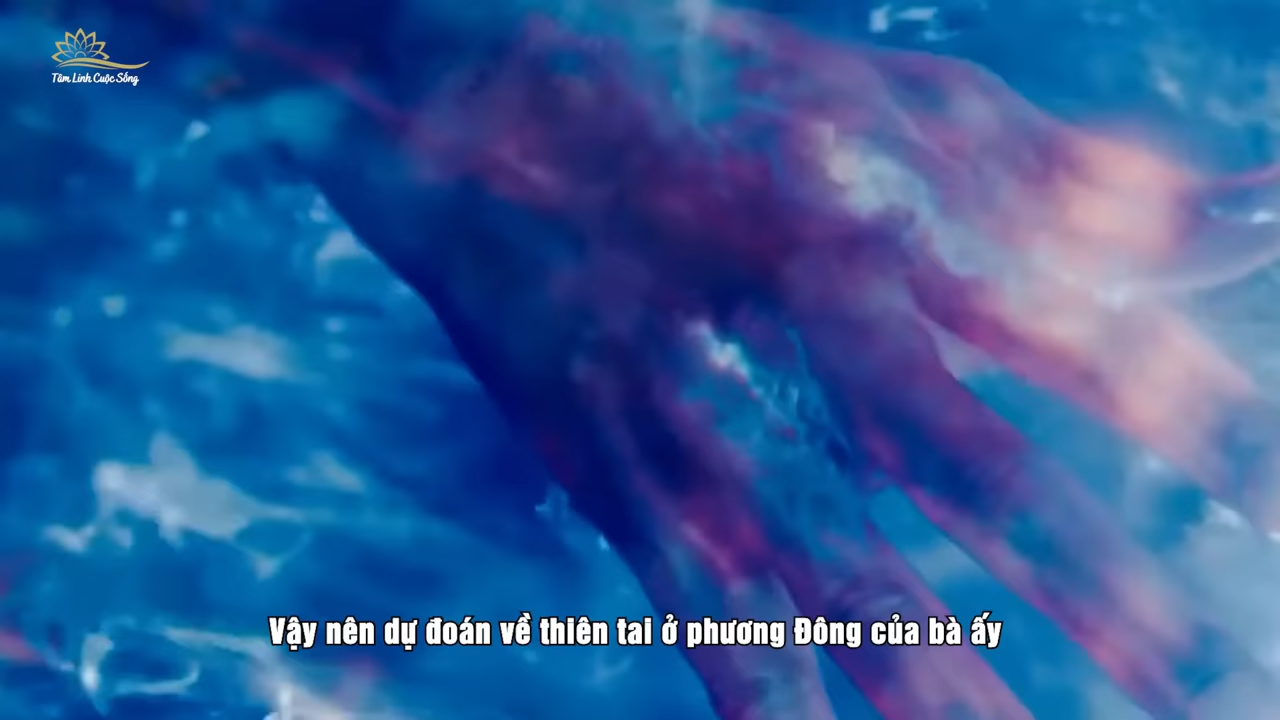 Tâm Linh Cuộc Sống
Vậy nên dự đoán về thiên tai ở phương Đông của bà ấy